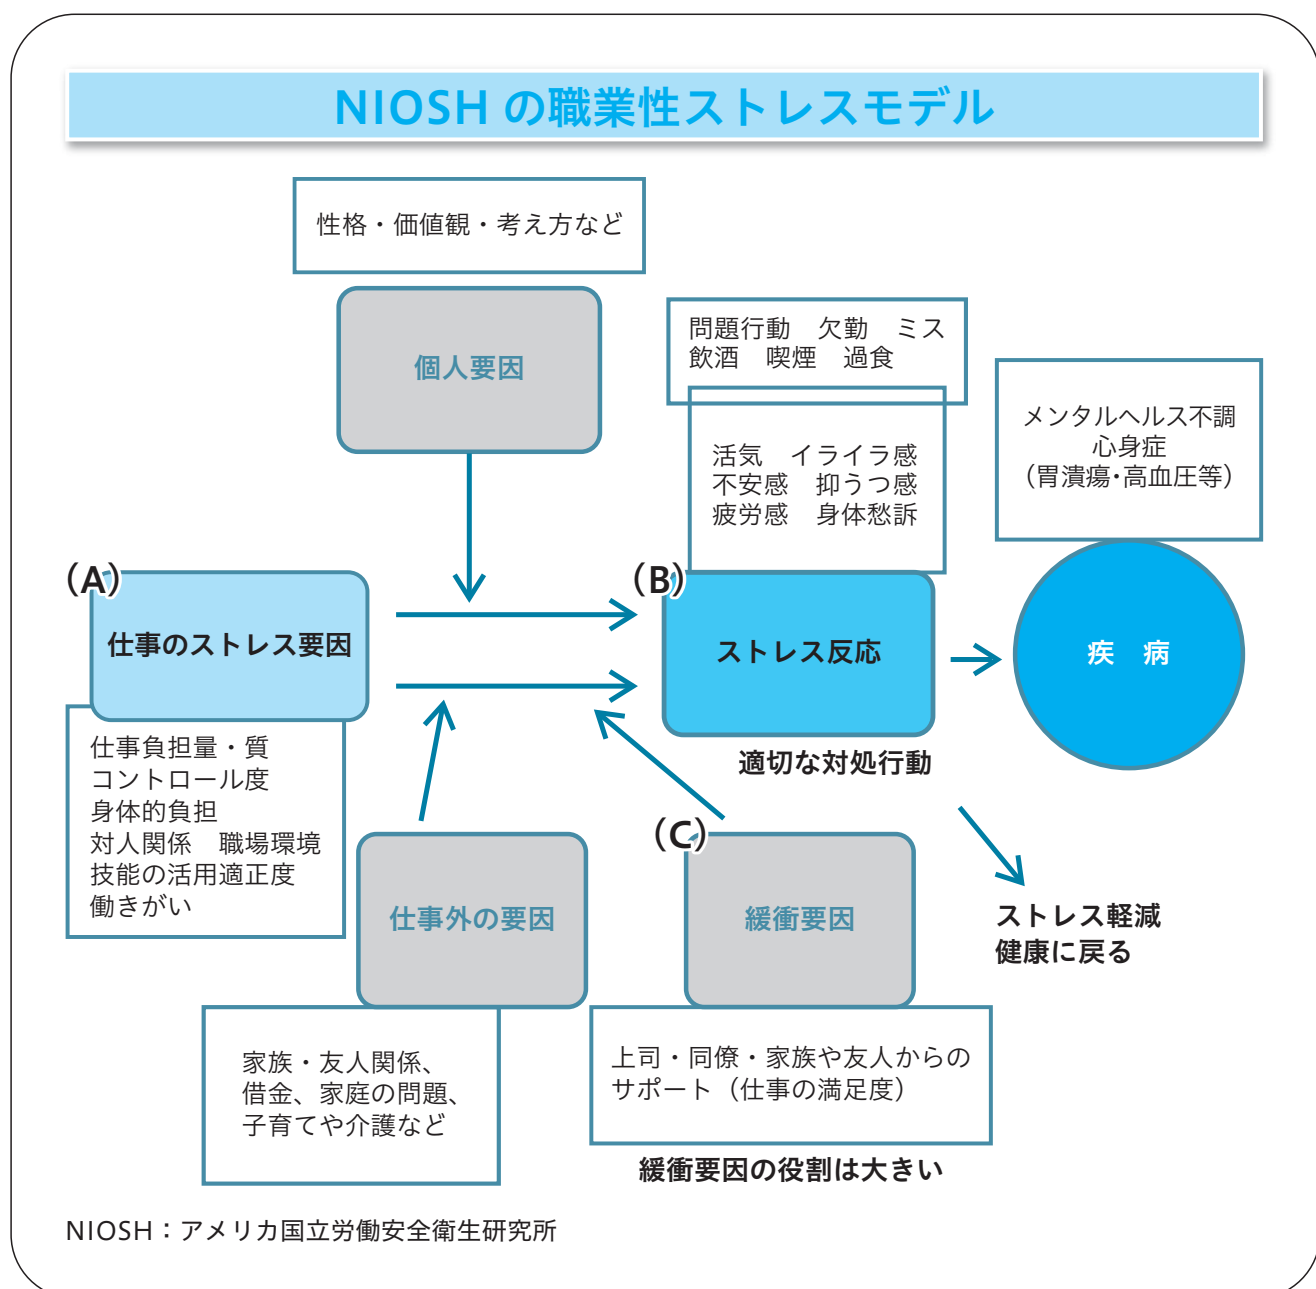 NIOSH の職業性ストレスモデル
性格・価値観・考え方など
個人要因
問題行動　欠勤　ミス
飲酒　喫煙　過食
活気　イライラ感
不安感　抑うつ感
疲労感　身体愁訴
メンタルヘルス不調
心身症
（胃潰瘍・高血圧等）
（A）
仕事のストレス要因
（B）
ストレス反応
疾　病
仕事負担量・質
コントロール度
身体的負担
対人関係　職場環境
技能の活用適正度
働きがい
適切な対処行動
仕事外の要因
（C）
緩衝要因
ストレス軽減
健康に戻る
家族・友人関係、
借金、家庭の問題、
子育てや介護など
上司・同僚・家族や友人からの
サポート（仕事の満足度）
緩衝要因の役割は大きい
NIOSH：アメリカ国立労働安全衛生研究所